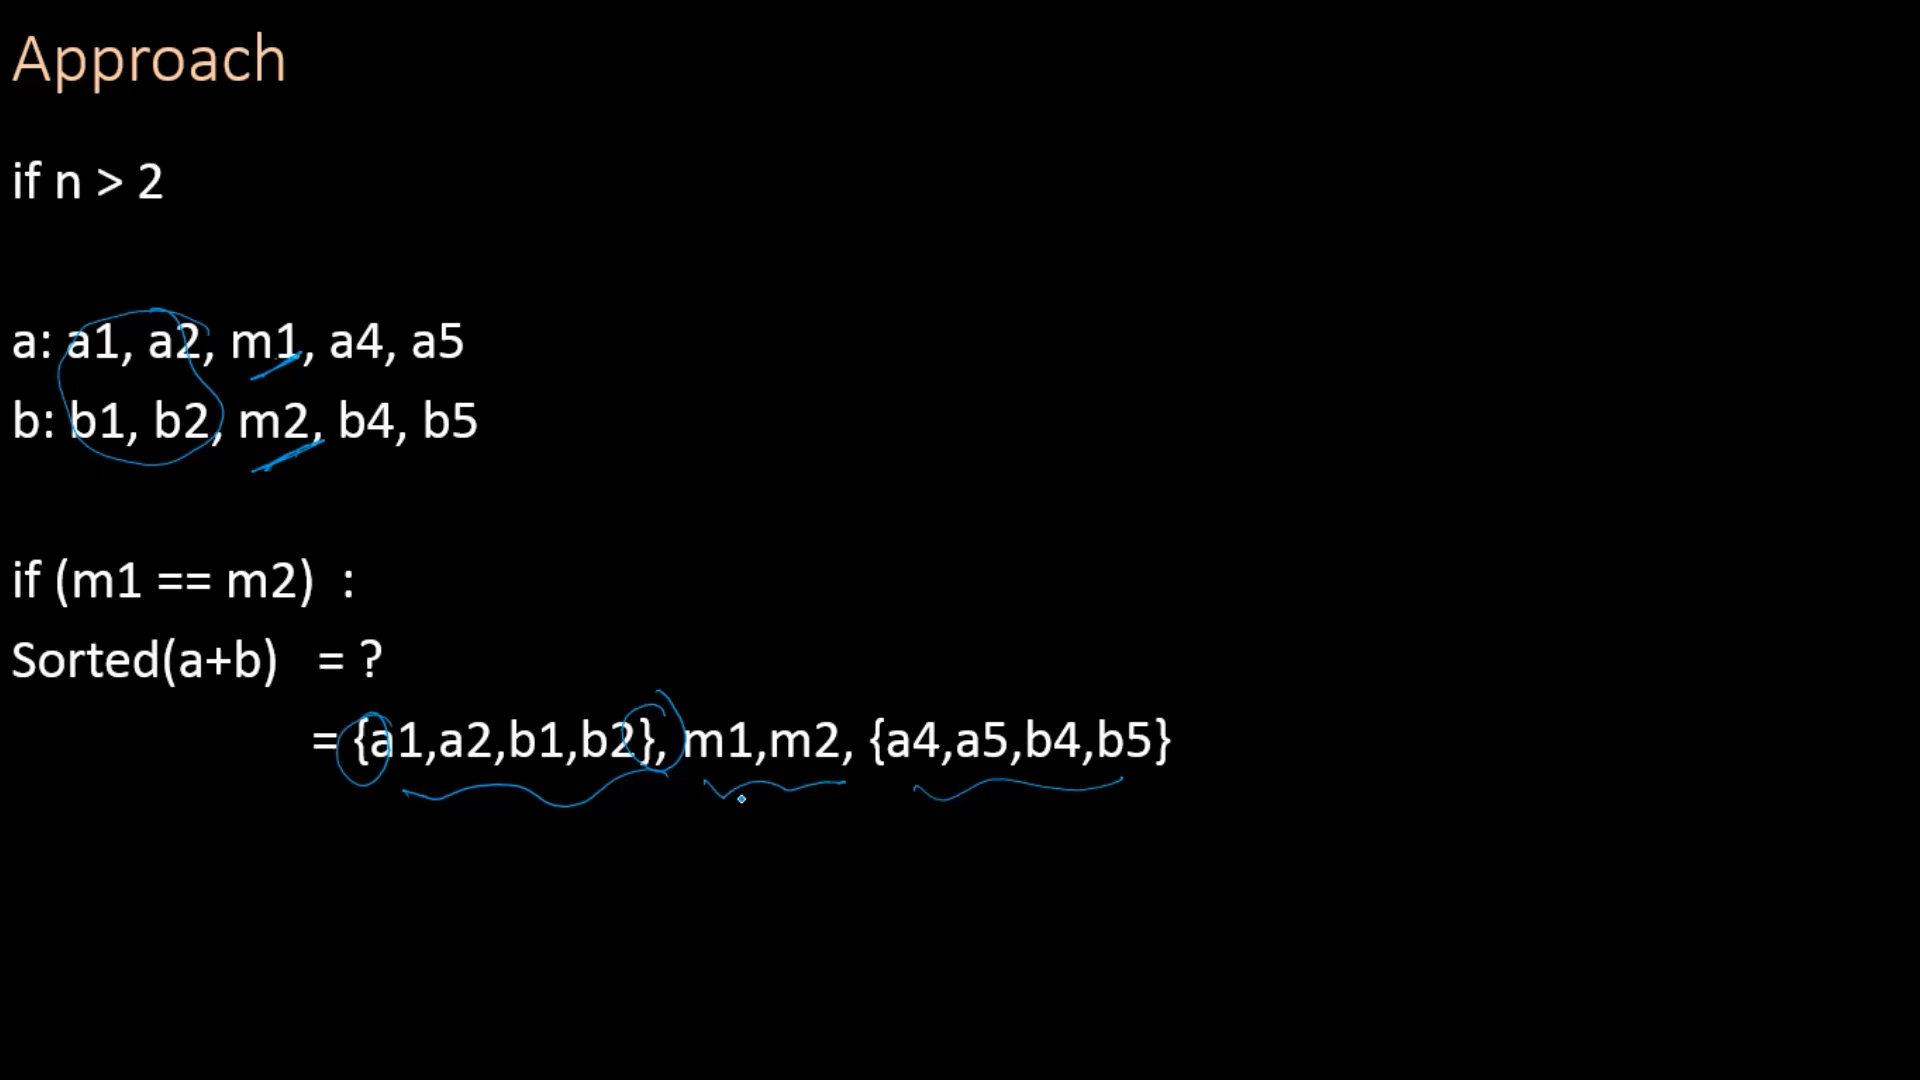 Approach
if n > 2
a: a1, a2, m1, a4, a5
b: b1, b2, m2, b4, b5
if (m1 == m2) :
Sorted(a+b) = ?
= {a1,a2,b1,b2}, m1,m2, {a4,a5,b4,b5}